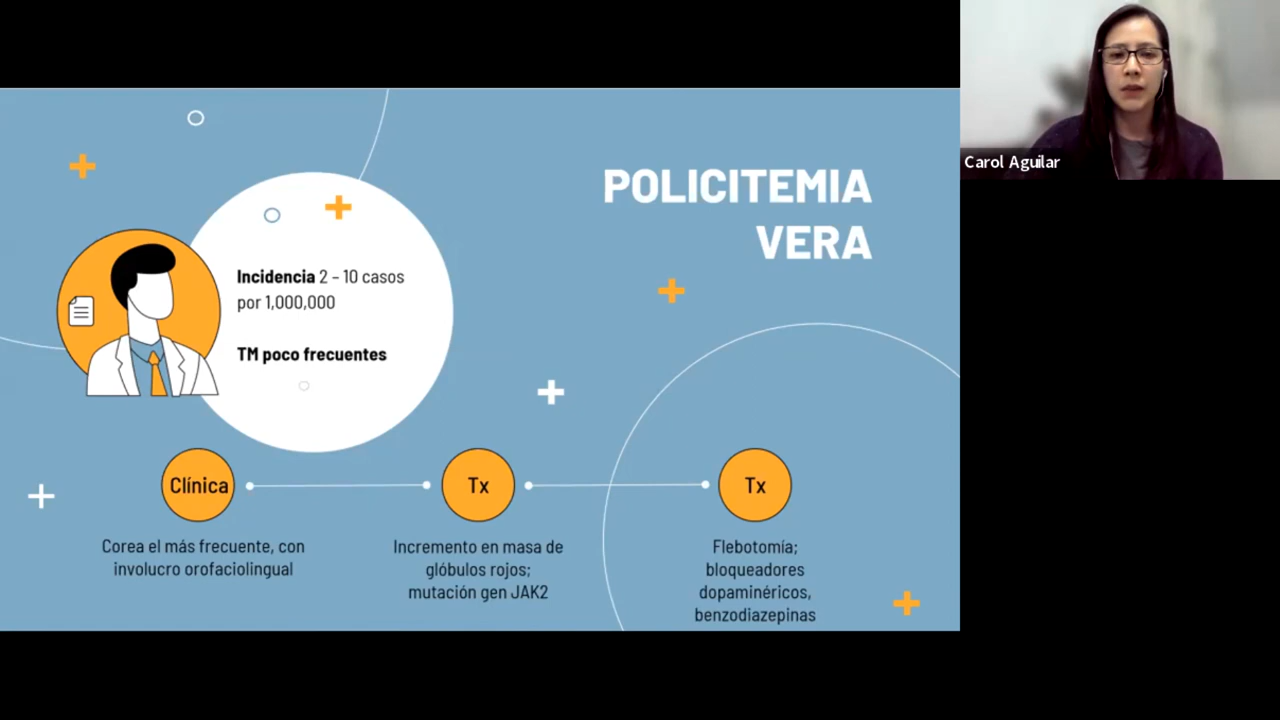 POLICITEMIA
VERA
Incidencia 2 – 10 casos
por 1,000,000
TM poco frecuentes
Clínica
Corea el más frecuente, con
involucro orofaciolingual
Tx
Incremento en masa de
glóbulos rojos;
mutación gen JAK2
Tx
Flebotomía;
bloqueadores
dopaminéricos,
benzodiazepinas
Carol Aguilar